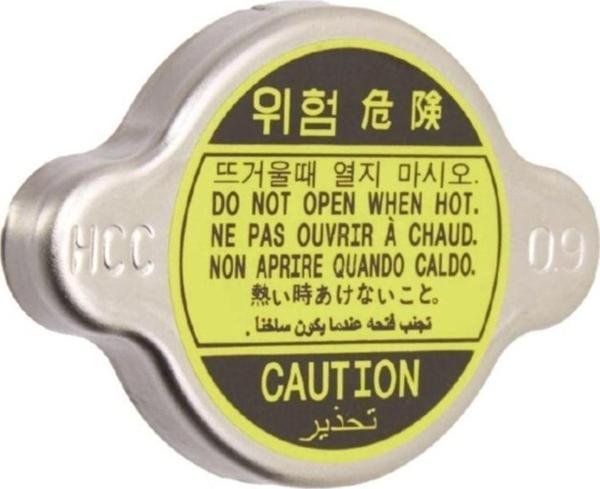 위험 危険
뜨거울때 열지 마시오.
DO NOT OPEN WHEN HOT.
NE PAS OUVRIR À CHAUD.
NON APRIRE QUANDO CALDO.
熱い時あけないこと。
تجنب فتحه عندما يكون ساخنا.
HCC
0.9
CAUTION
تحذير